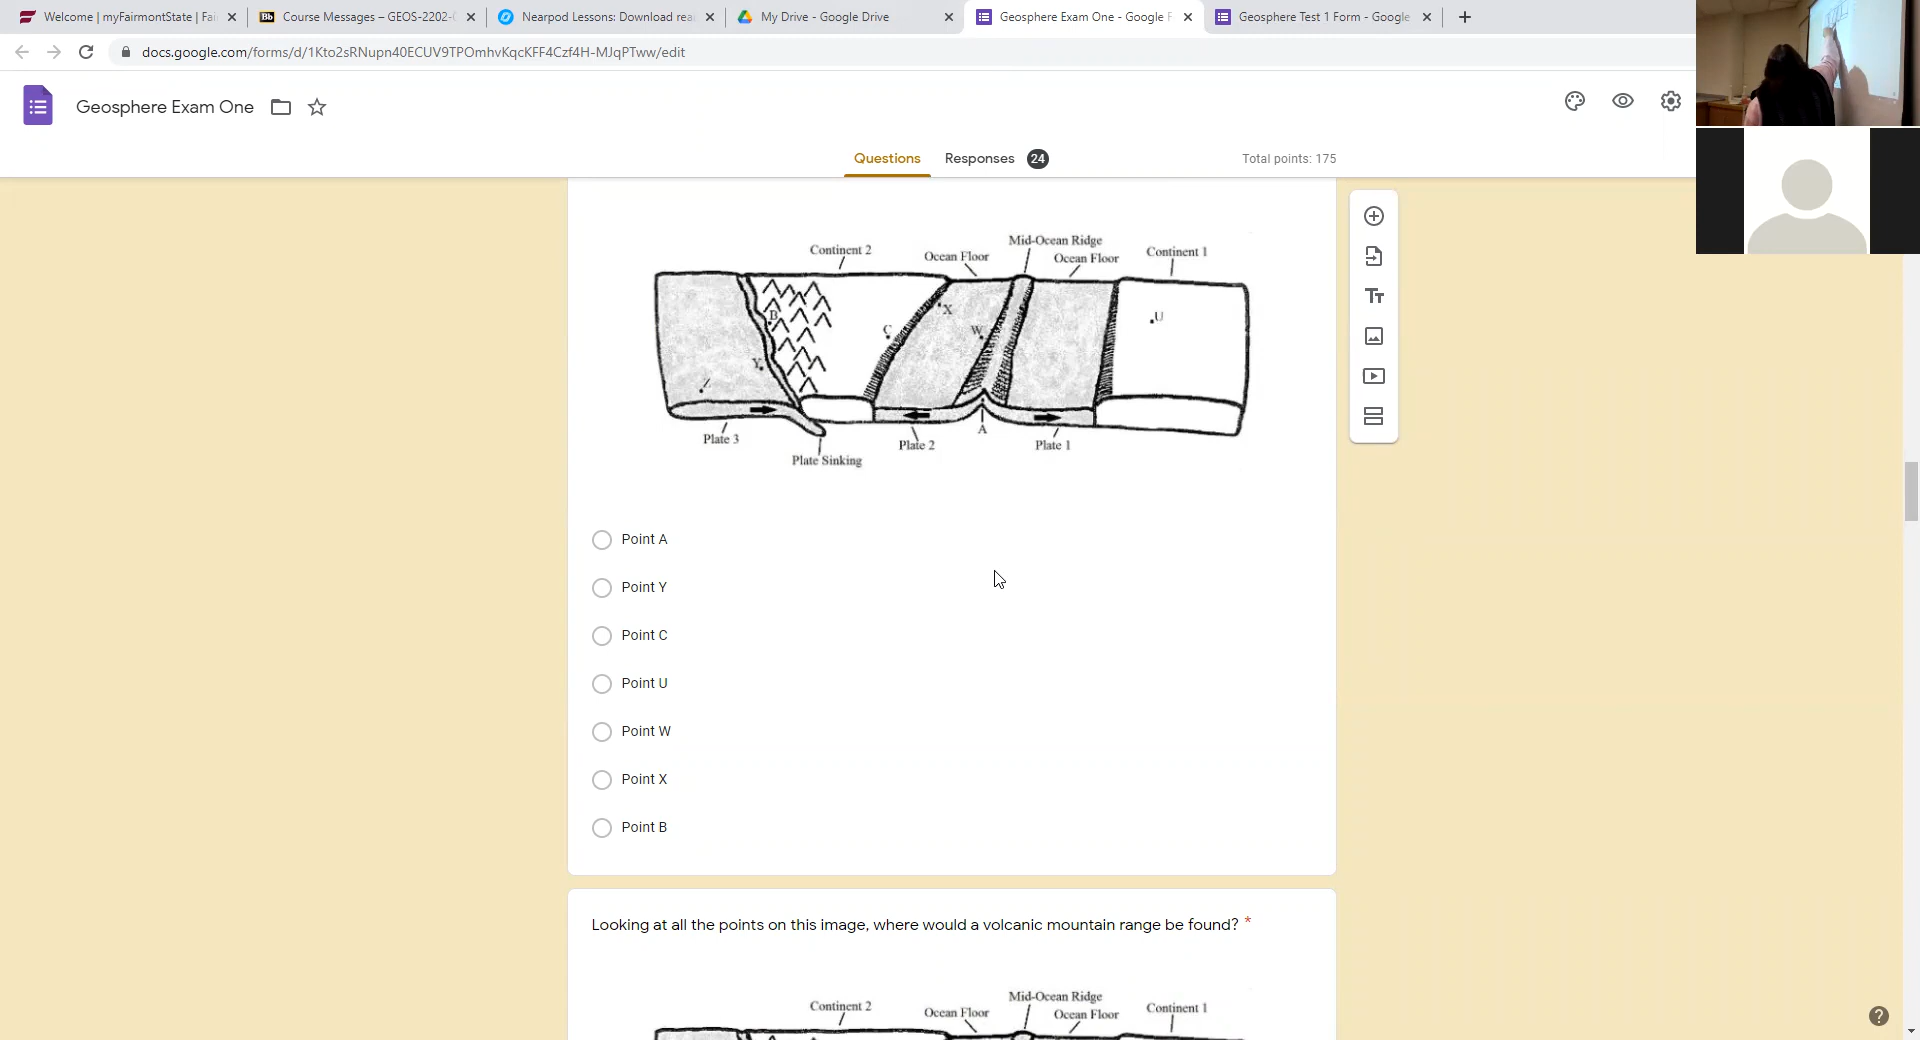 Welcome | myFairmontState | Fai
Course Messages – GEOS-2202-
Nearpod Lessons: Download rea
My Drive - Google Drive
Geosphere Exam One - Google F
Geosphere Test 1 Form - Google
docs.google.com/forms/d/1Kto2sRNupn40ECUV9TPOmhvKqcKFF4Czf4H-MJqPTww/edit
Geosphere Exam One
Questions
Responses 24
Total points: 175
Continent 2
Ocean Floor
Mid-Ocean Ridge
Ocean Floor
Continent 1
B
C
X
W
U
Y
Z
A
Plate 3
Plate Sinking
Plate 2
Plate 1
Point A
Point Y
Point C
Point U
Point W
Point X
Point B
Looking at all the points on this image, where would a volcanic mountain range be found? *
Continent 2
Ocean Floor
Mid-Ocean Ridge
Ocean Floor
Continent 1